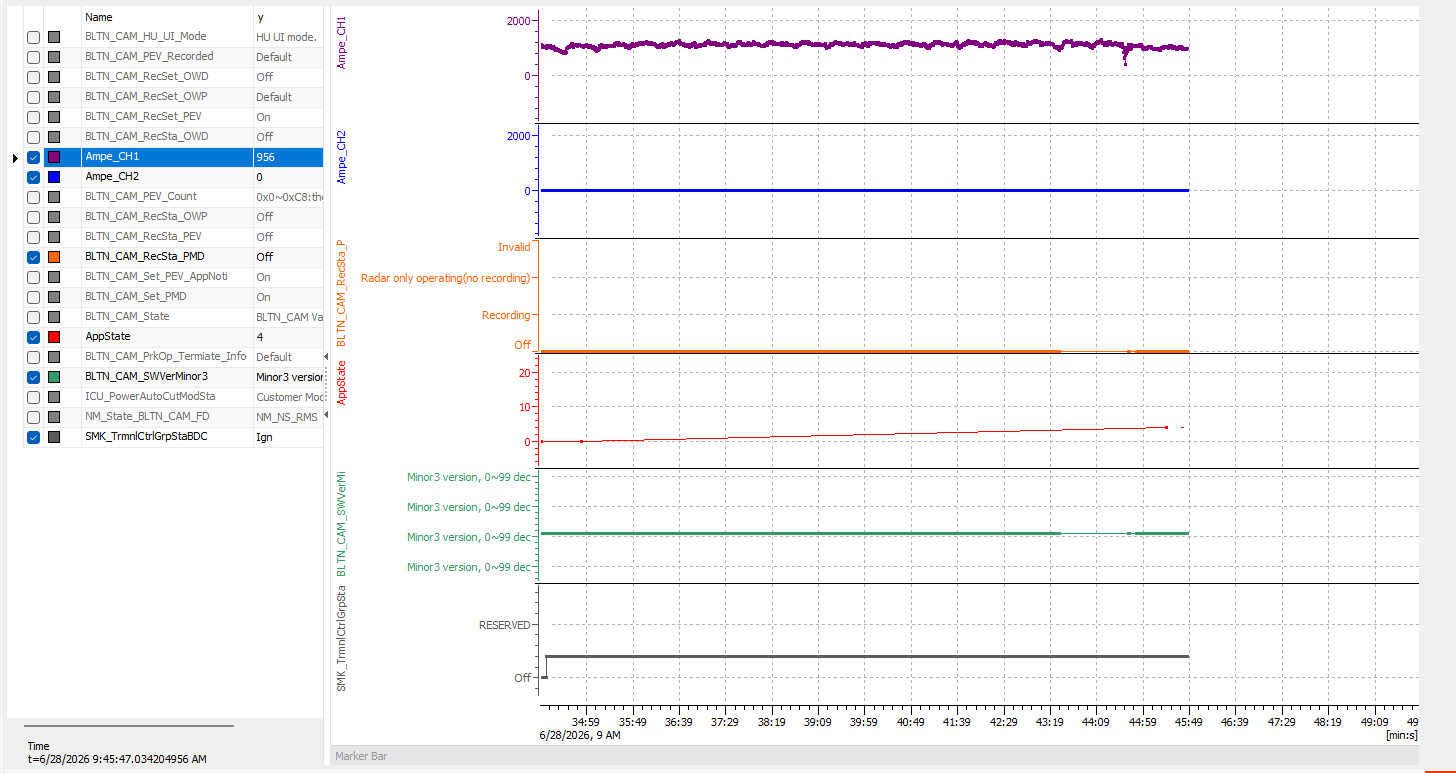 Name y
BLTN_CAM_HU_UI_Mode HU UI mode.
BLTN_CAM_PEV_Recorded Default
BLTN_CAM_RecSet_OWD Off
BLTN_CAM_RecSet_OWP Default
BLTN_CAM_RecSet_PEV On
BLTN_CAM_RecSta_OWD Off
Ampe_CH1 956
Ampe_CH2 0
BLTN_CAM_PEV_Count 0x0~0xC8:the
BLTN_CAM_RecSta_OWP Off
BLTN_CAM_RecSta_PEV Off
BLTN_CAM_RecSta_PMD Off
BLTN_CAM_Set_PEV_AppNoti On
BLTN_CAM_Set_PMD On
BLTN_CAM_State BLTN_CAM Va
AppState 4
BLTN_CAM_PrkOp_Termiate_Info Default
BLTN_CAM_SWVerMinor3 Minor3 version
ICU_PowerAutoCutModSta Customer Mod
NM_State_BLTN_CAM_FD NM_NS_RMS
SMK_TrmnlCtrlGrpStaBDC Ign
Time
t=6/28/2026 9:45:47.034204956 AM
Ampe_CH1
2000
0
Ampe_CH2
2000
0
BLTN_CAM_RecSta_P
Invalid
Radar only operating(no recording)
Recording
Off
AppState
20
10
0
BLTN_CAM_SWVerMi
Minor3 version, 0~99 dec
Minor3 version, 0~99 dec
Minor3 version, 0~99 dec
Minor3 version, 0~99 dec
SMK_TrmnlCtrlGrpSta
RESERVED
Off
34:59 35:49 36:39 37:29 38:19 39:09 39:59 40:49 41:39 42:29 43:19 44:09 44:59 45:49 46:39 47:29 48:19 49:09 49
6/28/2026, 9 AM [min:s]
Marker Bar